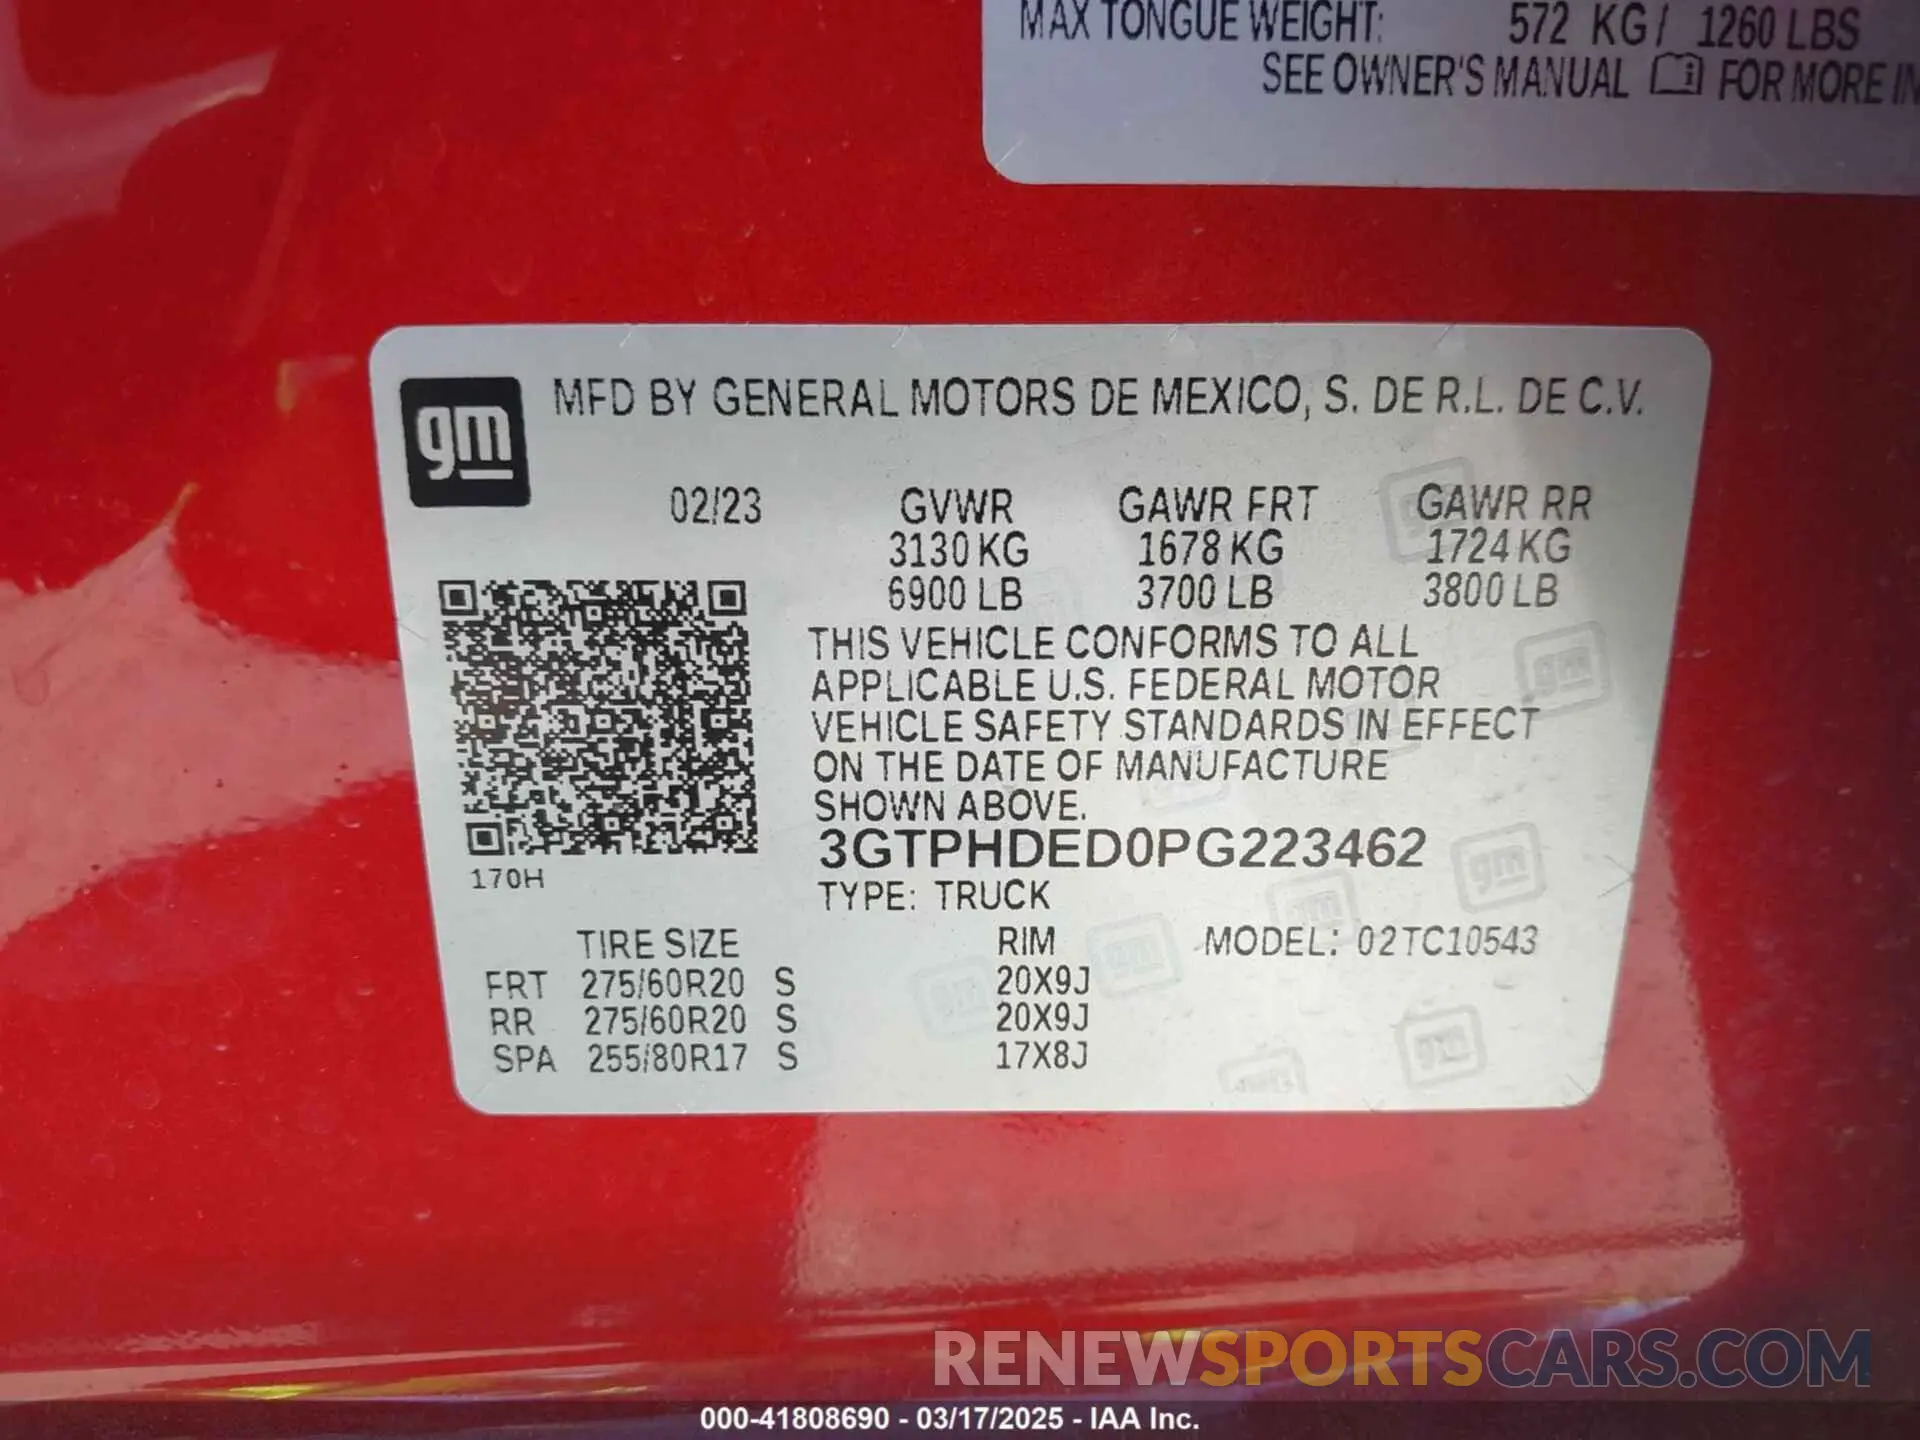 MAX TONGUE WEIGHT: 572 KG / 1260 LBS
SEE OWNER'S MANUAL FOR MORE
gm MFD BY GENERAL MOTORS DE MEXICO, S. DE R.L. DE C.V.
02/23 GVWR GAWR FRT GAWR RR
3130 KG 1678 KG 1724 KG
6900 LB 3700 LB 3800 LB
THIS VEHICLE CONFORMS TO ALL
APPLICABLE U.S. FEDERAL MOTOR
VEHICLE SAFETY STANDARDS IN EFFECT
ON THE DATE OF MANUFACTURE
SHOWN ABOVE.
3GTPHDED0PG223462
170H
TYPE: TRUCK
TIRE SIZE RIM MODEL: 02TC10543
FRT 275/60R20 S 20X9J
RR 275/60R20 S 20X9J
SPA 255/80R17 S 17X8J
RENEWSPORTSCARS.COM
000-41808690 - 03/17/2025 - IAA Inc.